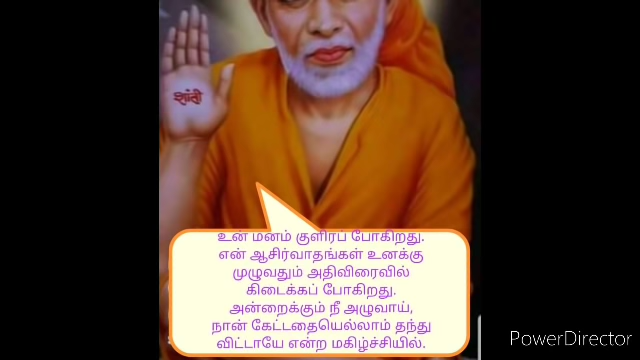 உன் மனம் குளிரப் போகிறது.
என் ஆசிர்வாதங்கள் உனக்கு
முழுவதும் அதிவிரைவில்
கிடைக்கப் போகிறது.
அன்றைக்கும் நீ அழுவாய்,
நான் கேட்டதையெல்லாம் தந்து
விட்டாயே என்ற மகிழ்ச்சியில்.
PowerDirector